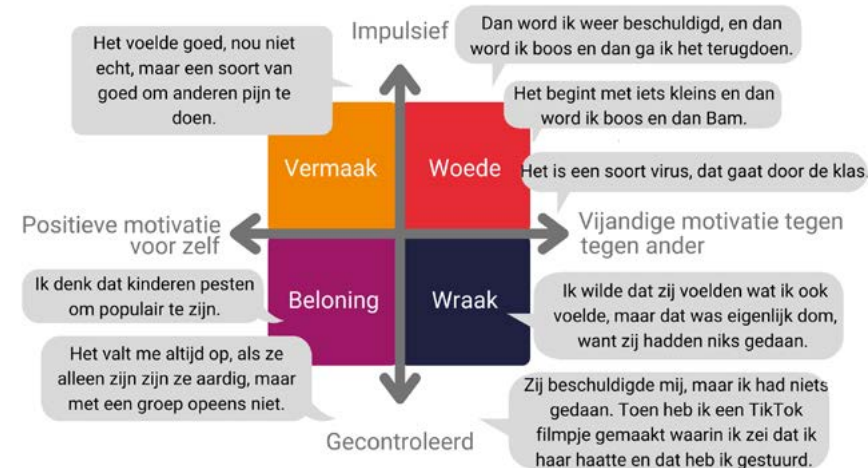 Impulsief
Het voelde goed, nou niet
echt, maar een soort van
goed om anderen pijn te
doen.
Dan word ik weer beschuldigd, en dan
word ik boos en dan ga ik het terugdoen.
Het begint met iets kleins en dan
word ik boos en dan Bam.
Vermaak
Woede
Het is een soort virus, dat gaat door de klas.
Positieve motivatie
voor zelf
Vijandige motivatie tegen
tegen ander
Ik denk dat kinderen pesten
om populair te zijn.
Beloning
Wraak
Ik wilde dat zij voelden wat ik ook
voelde, maar dat was eigenlijk dom,
want zij hadden niks gedaan.
Het valt me altijd op, als ze
alleen zijn zijn ze aardig, maar
met een groep opeens niet.
Zij beschuldigde mij, maar ik had niets
gedaan. Toen heb ik een TikTok
filmpje gemaakt waarin ik zei dat ik
haar haatte en dat heb ik gestuurd.
Gecontroleerd